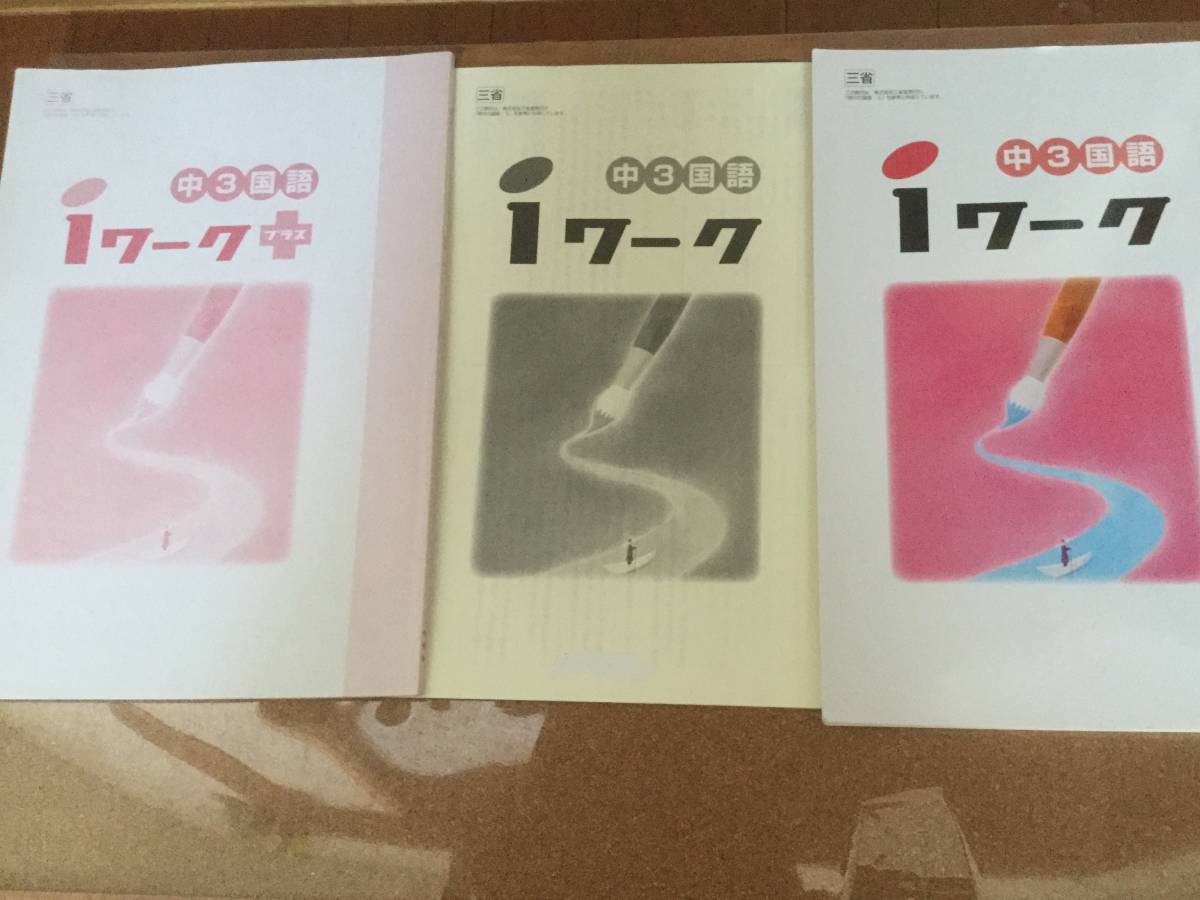 三省
中3国語
iワーク
プラス
三省
中3国語
iワーク
三省
中3国語
iワーク